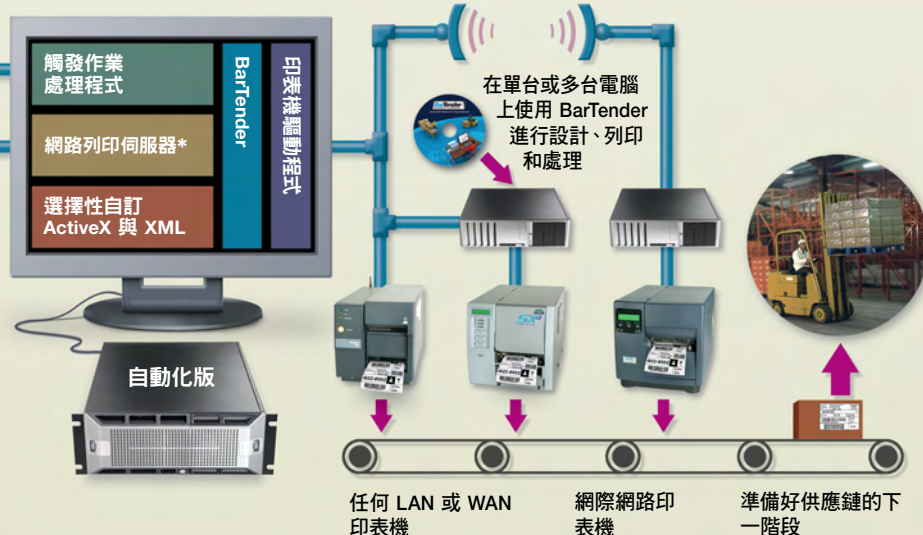 觸發作業
處理程式
網路列印伺服器*
選擇性自訂
ActiveX 與 XML
BarTender
印表機驅動程式
自動化版
在單台或多台電腦
上使用 BarTender
進行設計、列印
和處理
BarTender
任何 LAN 或 WAN
印表機
網際網路印
表機
準備好供應鏈的下
一階段